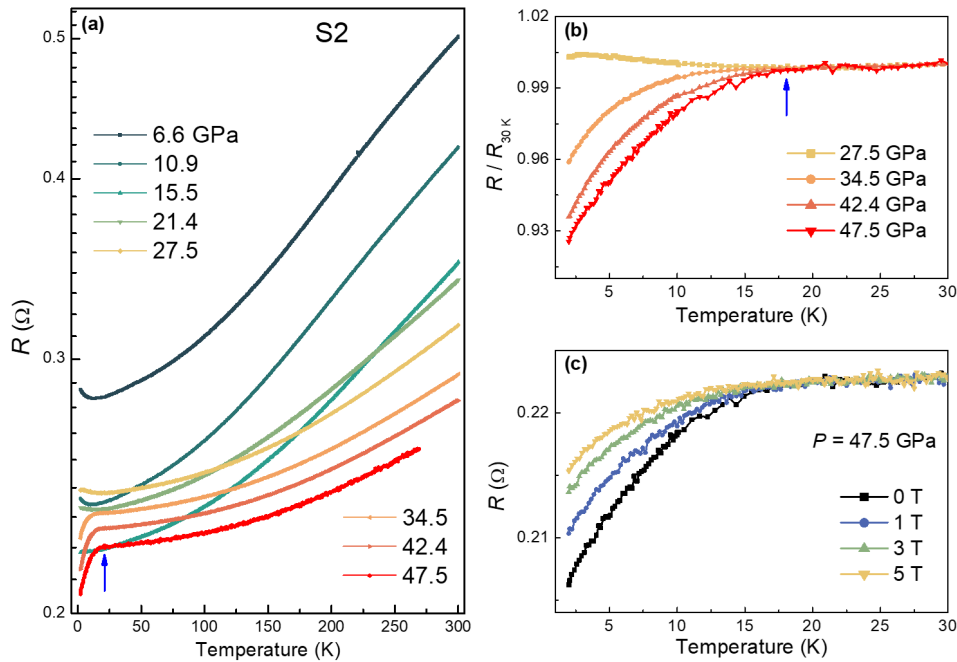 (a)
S2
0.5
0.4
0.3
0.2
R (Ω)
6.6 GPa
10.9
15.5
21.4
27.5
34.5
42.4
47.5
0 50 100 150 200 250 300
Temperature (K)
(b)
1.02
0.99
0.96
0.93
R / R30 K
27.5 GPa
34.5 GPa
42.4 GPa
47.5 GPa
5 10 15 20 25 30
Temperature (K)
(c)
0.222
0.21
R (Ω)
P = 47.5 GPa
0 T
1 T
3 T
5 T
5 10 15 20 25 30
Temperature (K)